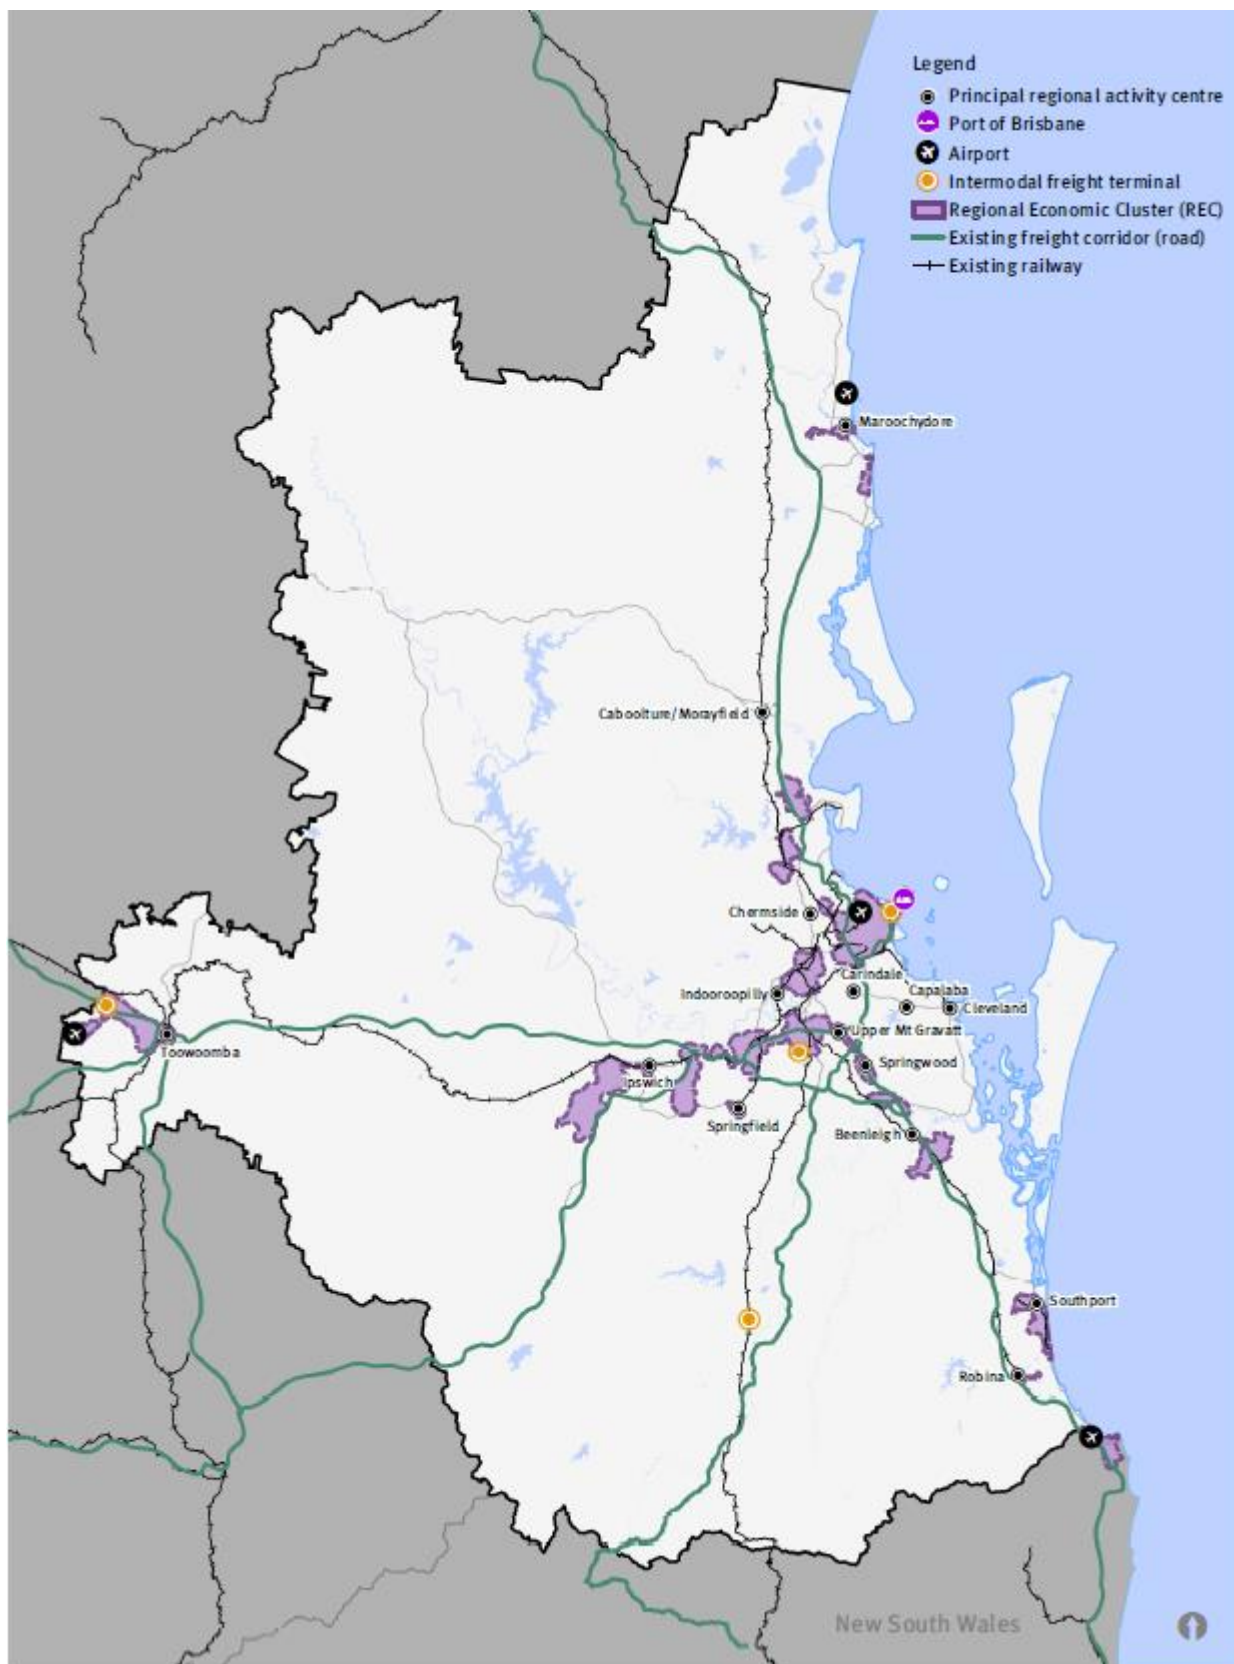 Legend
Principal regional activity centre
Port of Brisbane
Airport
Intermodal freight terminal
Regional Economic Cluster (REC)
Existing freight corridor (road)
Existing railway
Maroochydore
Caboolture/Morayfield
Chermside
Carindale
Indooroopilly
Capalaba
Cleveland
Upper Mt Gravatt
Toowoomba
Springwood
Ipswich
Springfield
Beenleigh
Southport
Robina
New South Wales